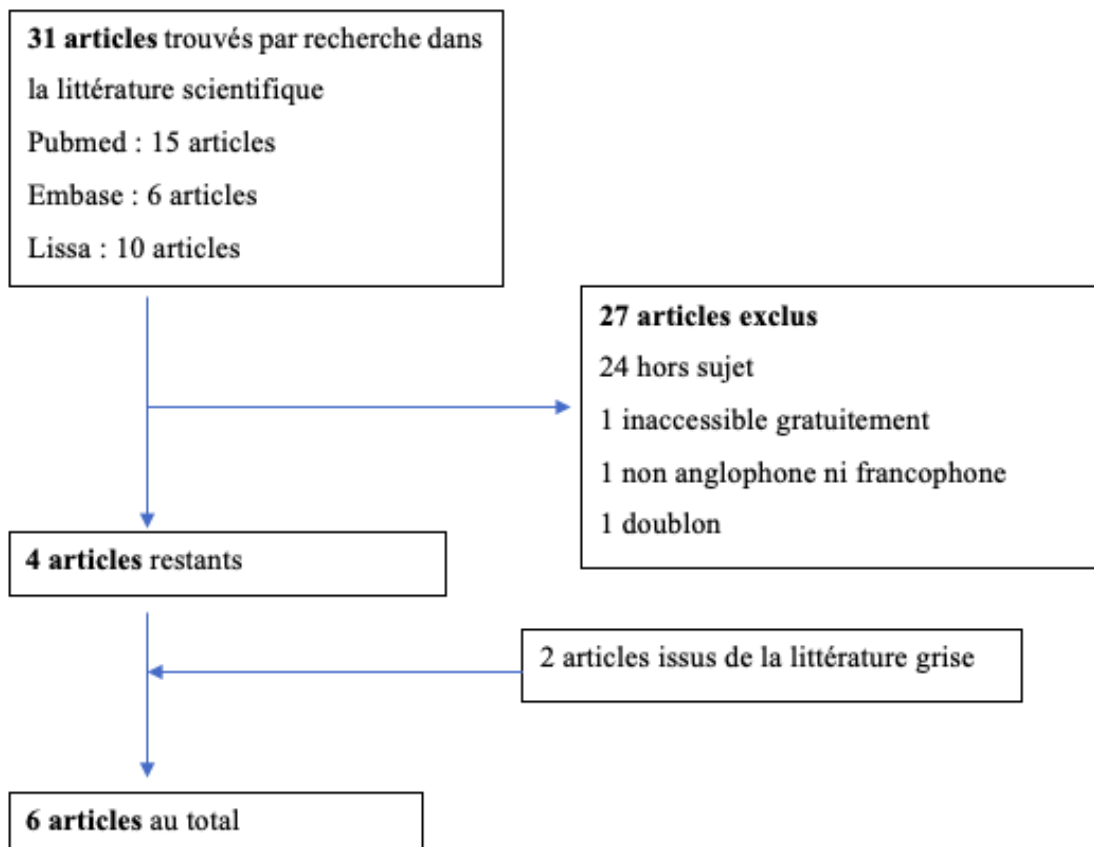 31 articles trouvés par recherche dans
la littérature scientifique
Pubmed : 15 articles
Embase : 6 articles
Lissa : 10 articles
27 articles exclus
24 hors sujet
1 inaccessible gratuitement
1 non anglophone ni francophone
1 doublon
4 articles restants
2 articles issus de la littérature grise
6 articles au total